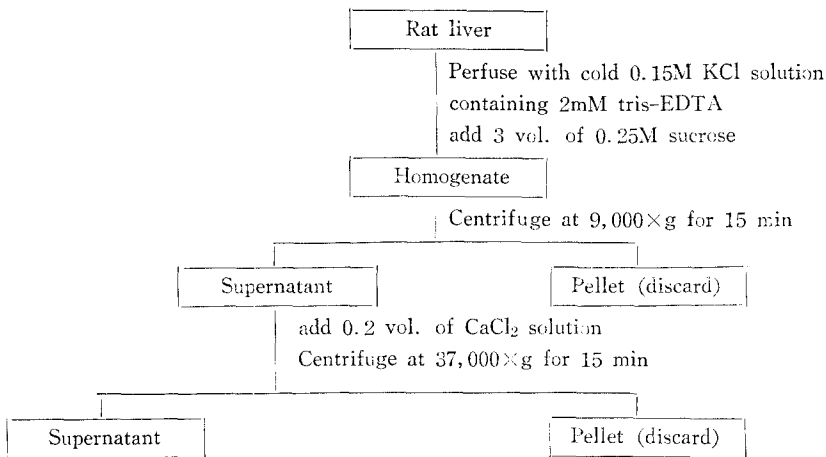 Rat liver
Perfuse with cold 0.15M KCl solution
containing 2mM tris-EDTA
add 3 vol. of 0.25M sucrose
Homogenate
Centrifuge at 9,000×g for 15 min
Supernatant
Pellet (discard)
add 0.2 vol. of CaCl₂ solution
Centrifuge at 37,000×g for 15 min
Supernatant
Pellet (discard)